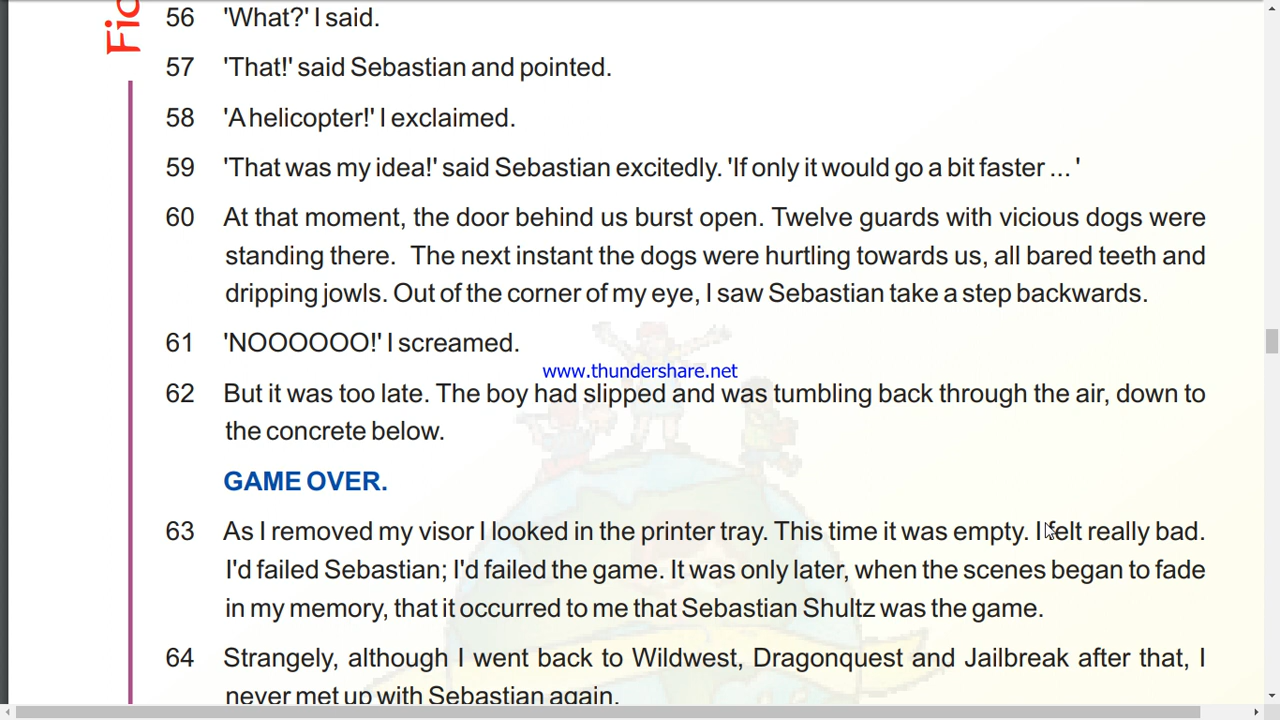 Fic
56 'What?' I said.
57 'That!' said Sebastian and pointed.
58 'A helicopter!' I exclaimed.
59 'That was my idea!' said Sebastian excitedly. 'If only it would go a bit faster ... '
60 At that moment, the door behind us burst open. Twelve guards with vicious dogs were
standing there. The next instant the dogs were hurtling towards us, all bared teeth and
dripping jowls. Out of the corner of my eye, I saw Sebastian take a step backwards.
61 'NOOOOOO!' I screamed.
www.thundershare.net
62 But it was too late. The boy had slipped and was tumbling back through the air, down to
the concrete below.
GAME OVER.
63 As I removed my visor I looked in the printer tray. This time it was empty. I felt really bad.
I'd failed Sebastian; I'd failed the game. It was only later, when the scenes began to fade
in my memory, that it occurred to me that Sebastian Shultz was the game.
64 Strangely, although I went back to Wildwest, Dragonquest and Jailbreak after that, I
never met up with Sebastian again.